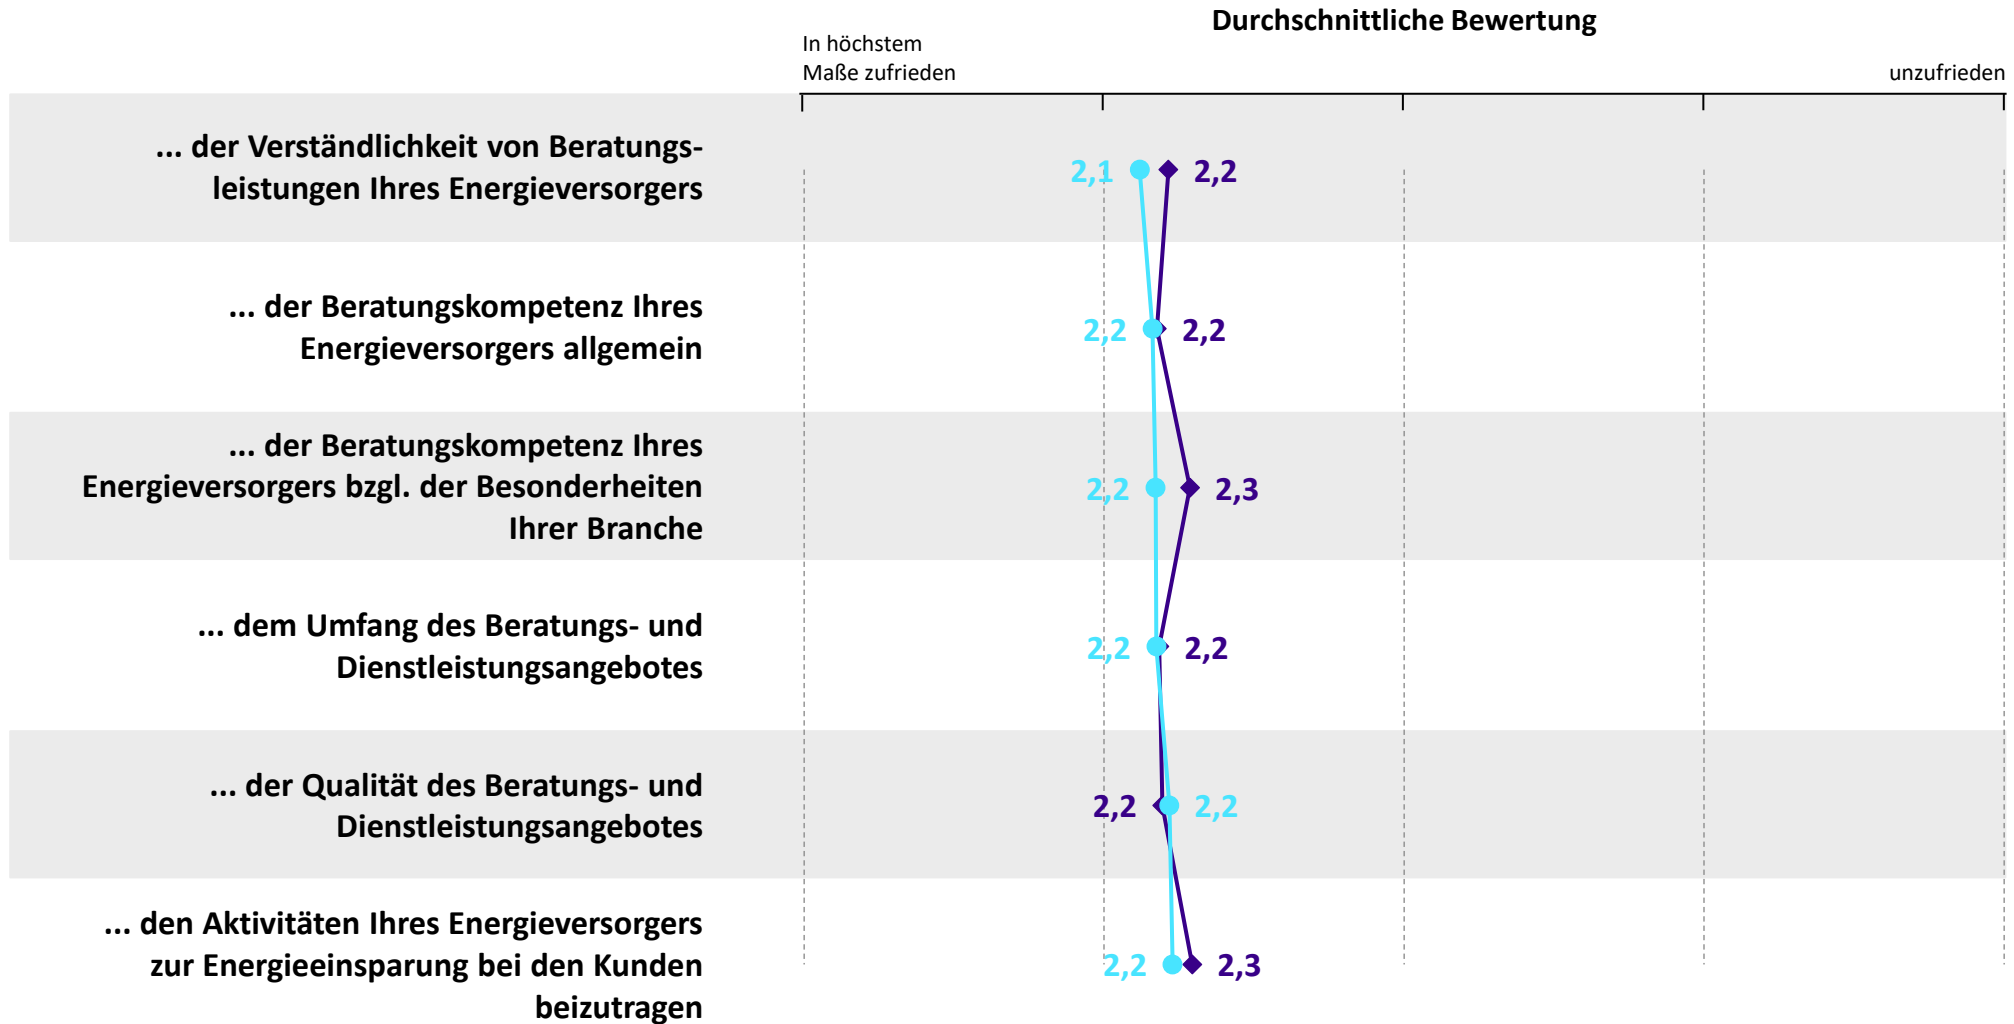 Durchschnittliche Bewertung
In höchstem
Maße zufrieden
unzufrieden
... der Verständlichkeit von Beratungs-
leistungen Ihres Energieversorgers
2,1
2,2
... der Beratungskompetenz Ihres
Energieversorgers allgemein
2,2
2,2
... der Beratungskompetenz Ihres
Energieversorgers bzgl. der Besonderheiten
Ihrer Branche
2,2
2,3
... dem Umfang des Beratungs- und
Dienstleistungsangebotes
2,2
2,2
... der Qualität des Beratungs- und
Dienstleistungsangebotes
2,2
2,2
... den Aktivitäten Ihres Energieversorgers
zur Energieeinsparung bei den Kunden
beizutragen
2,2
2,3